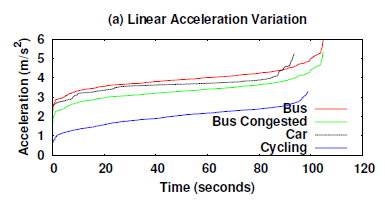 (a) Linear Acceleration Variation
Acceleration (m/s²)
6
5
4
3
2
1
0
Bus
Bus Congested
Car
Cycling
0 20 40 60 80 100 120
Time (seconds)